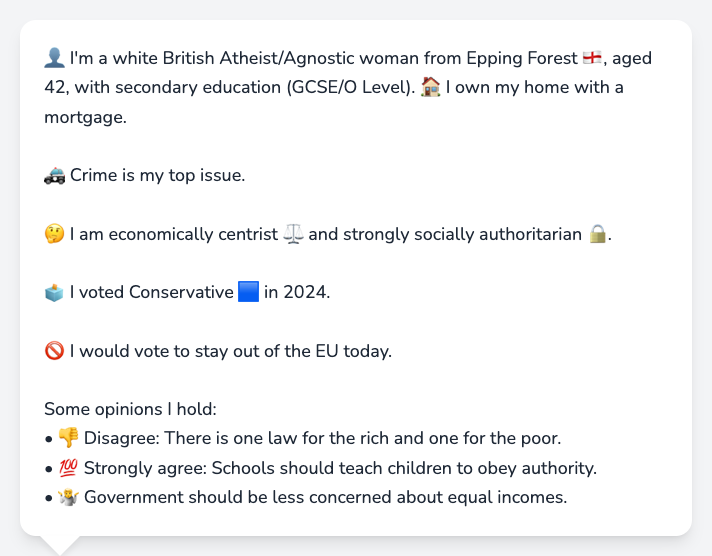 👤 I'm a white British Atheist/Agnostic woman from Epping Forest 🏴󠁧󠁢󠁥󠁮󠁧󠁿, aged
42, with secondary education (GCSE/O Level). 🏠 I own my home with a
mortgage.
🚓 Crime is my top issue.
🤔 I am economically centrist ⚖️ and strongly socially authoritarian 🔒.
🗳️ I voted Conservative 🟦 in 2024.
🚫 I would vote to stay out of the EU today.
Some opinions I hold:
• 👎 Disagree: There is one law for the rich and one for the poor.
• 💯 Strongly agree: Schools should teach children to obey authority.
• 🤷‍♂️ Government should be less concerned about equal incomes.